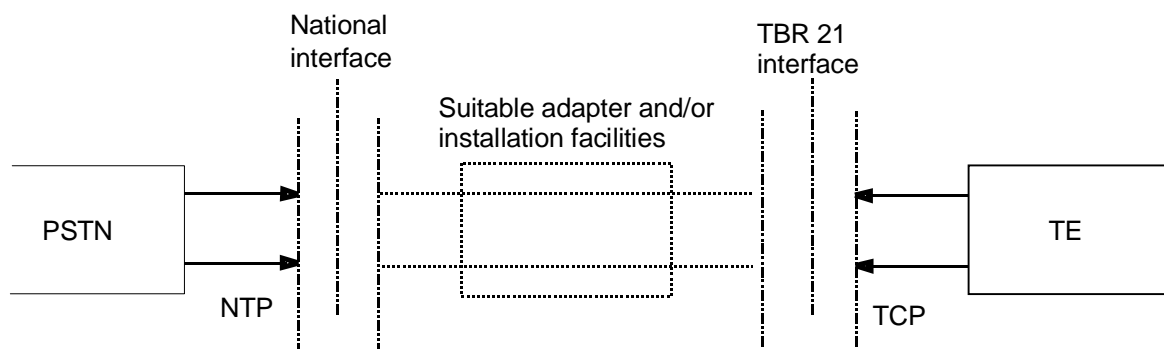 National
interface
TBR 21
interface
Suitable adapter and/or
installation facilities
PSTN
TE
NTP
TCP